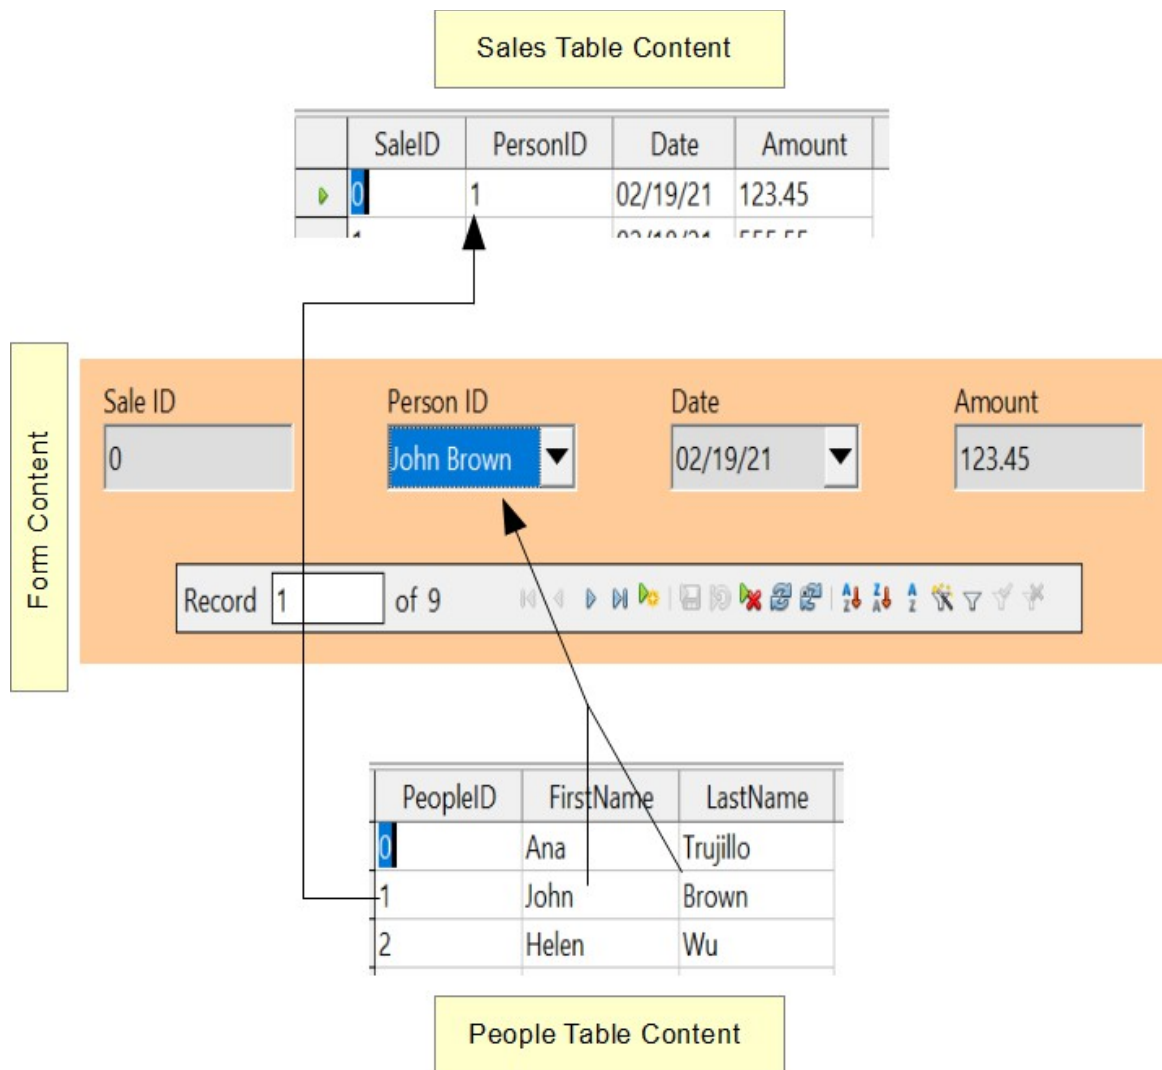 Sales Table Content
SaleID PersonID Date Amount
0 1 02/19/21 123.45
Form Content
Sale ID Person ID Date Amount
0 John Brown 02/19/21 123.45
Record 1 of 9
PeopleID FirstName LastName
0 Ana Trujillo
1 John Brown
2 Helen Wu
People Table Content